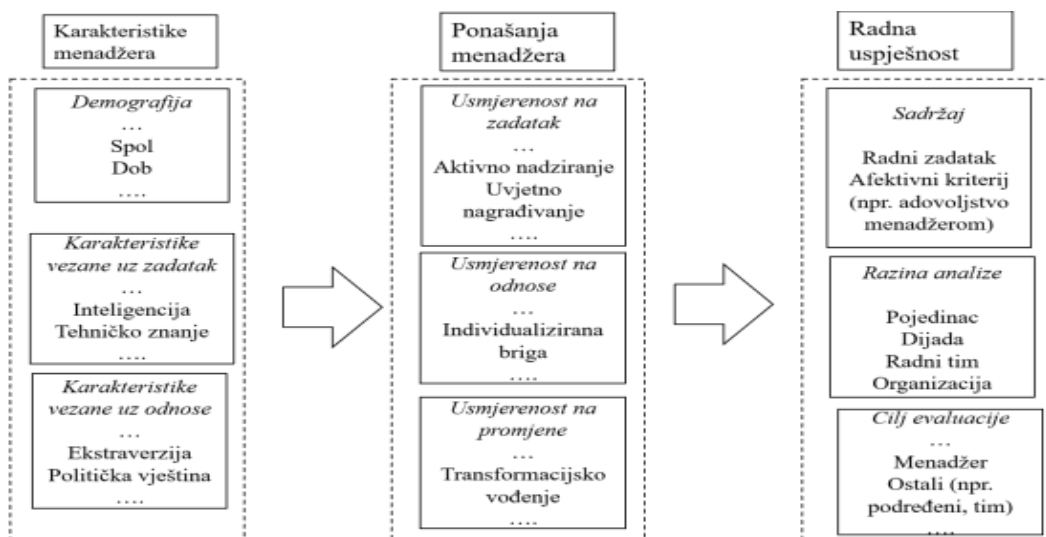 Karakteristike
menadžera
Demografija
…
Spol
Dob
….
Karakteristike
vezane uz zadatak
…
Inteligencija
Tehničko znanje
….
Karakteristike
vezane uz odnose
…
Ekstraverzija
Politička vještina
….
Ponašanja
menadžera
Usmjerenost na
zadatak
…
Aktivno nadziranje
Uvjetno
nagrađivanje
….
Usmjerenost na
odnose
…
Individualizirana
briga
….
Usmjerenost na
promjene
…
Transformacijsko
vođenje
….
Radna
uspješnost
Sadržaj
Radni zadatak
Afektivni kriterij
(npr. adovoljstvo
menadžerom)
Razina analize
Pojedinac
Dijada
Radni tim
Organizacija
Cilj evaluacije
…
Menadžer
Ostali (npr.
podređeni, tim)
….